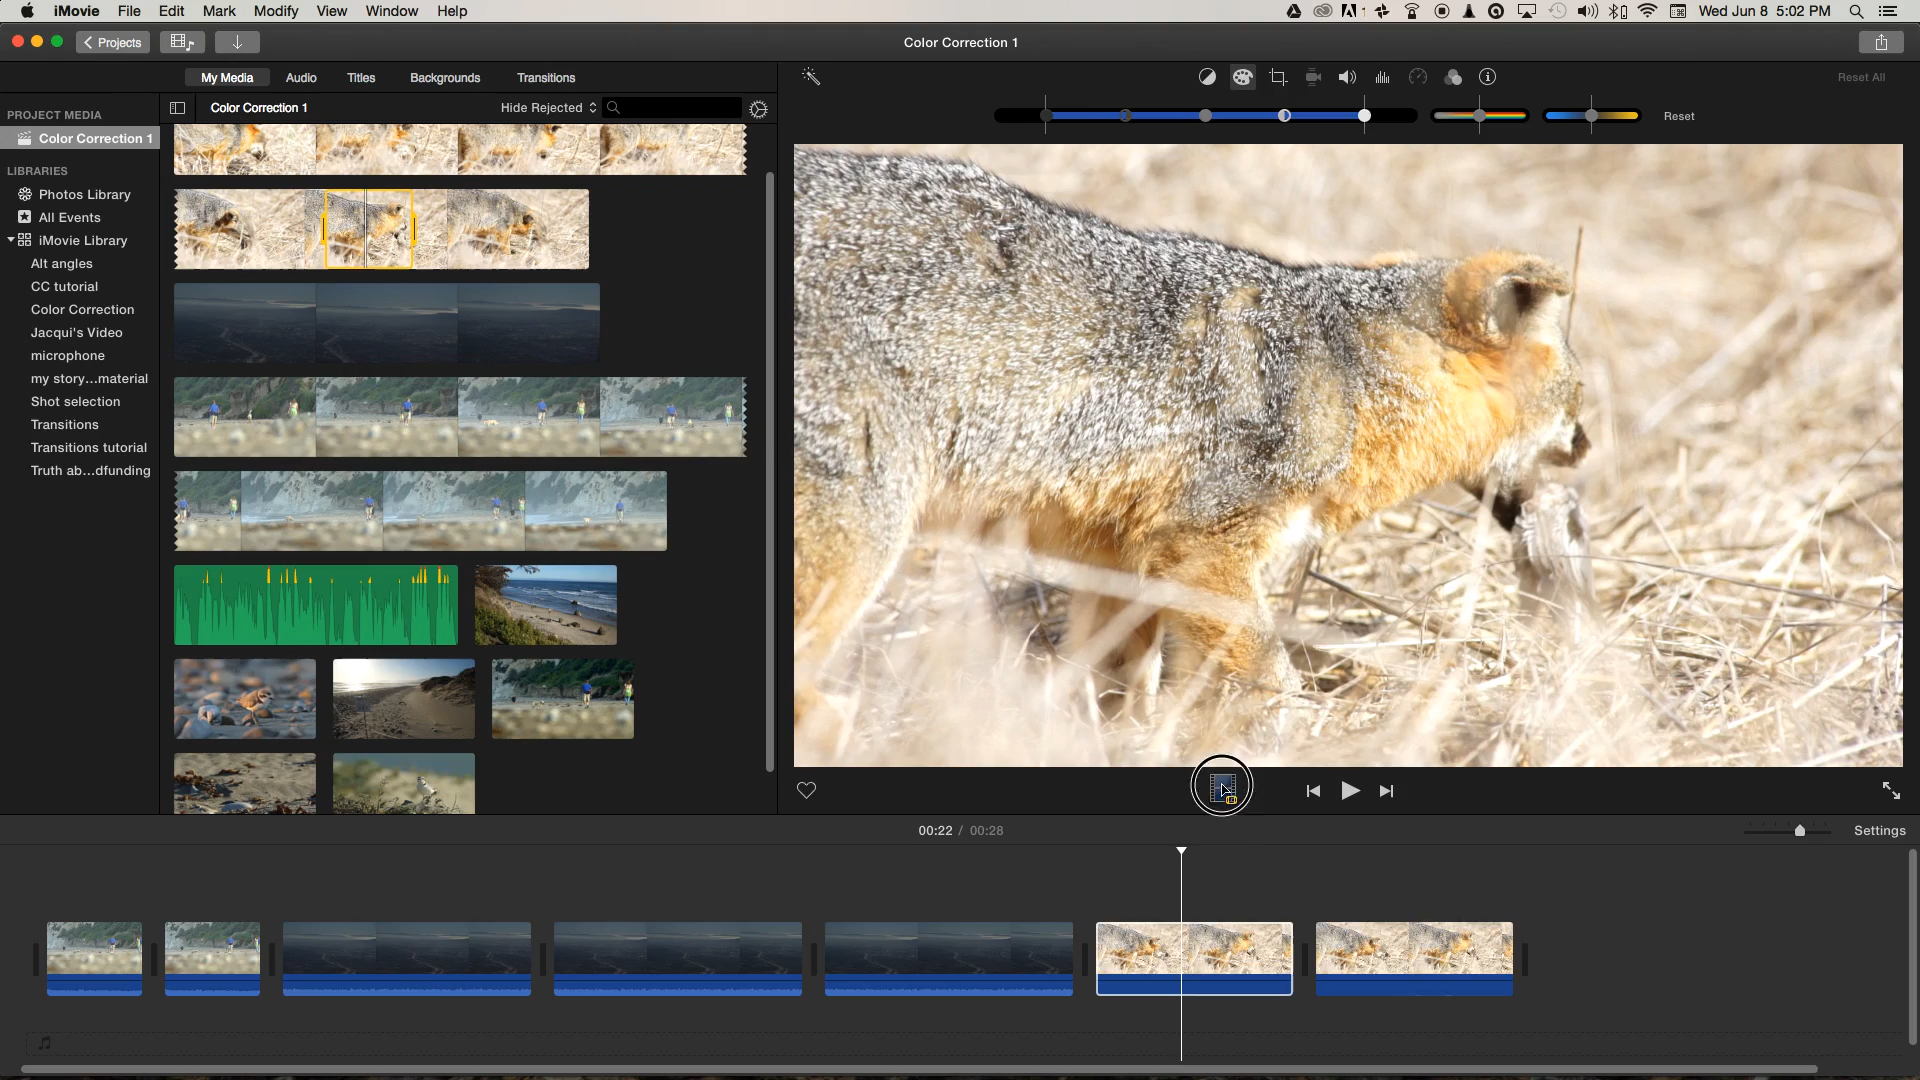 iMovie File Edit Mark Modify View Window Help
Wed Jun 8 5:02 PM
Projects
Color Correction 1
My Media Audio Titles Backgrounds Transitions
Reset All
PROJECT MEDIA
Color Correction 1
Hide Rejected
Reset
Color Correction 1
LIBRARIES
Photos Library
All Events
iMovie Library
Alt angles
CC tutorial
Color Correction
Jacqui's Video
microphone
my story...material
Shot selection
Transitions
Transitions tutorial
Truth ab...dfunding
00:22 / 00:28
Settings